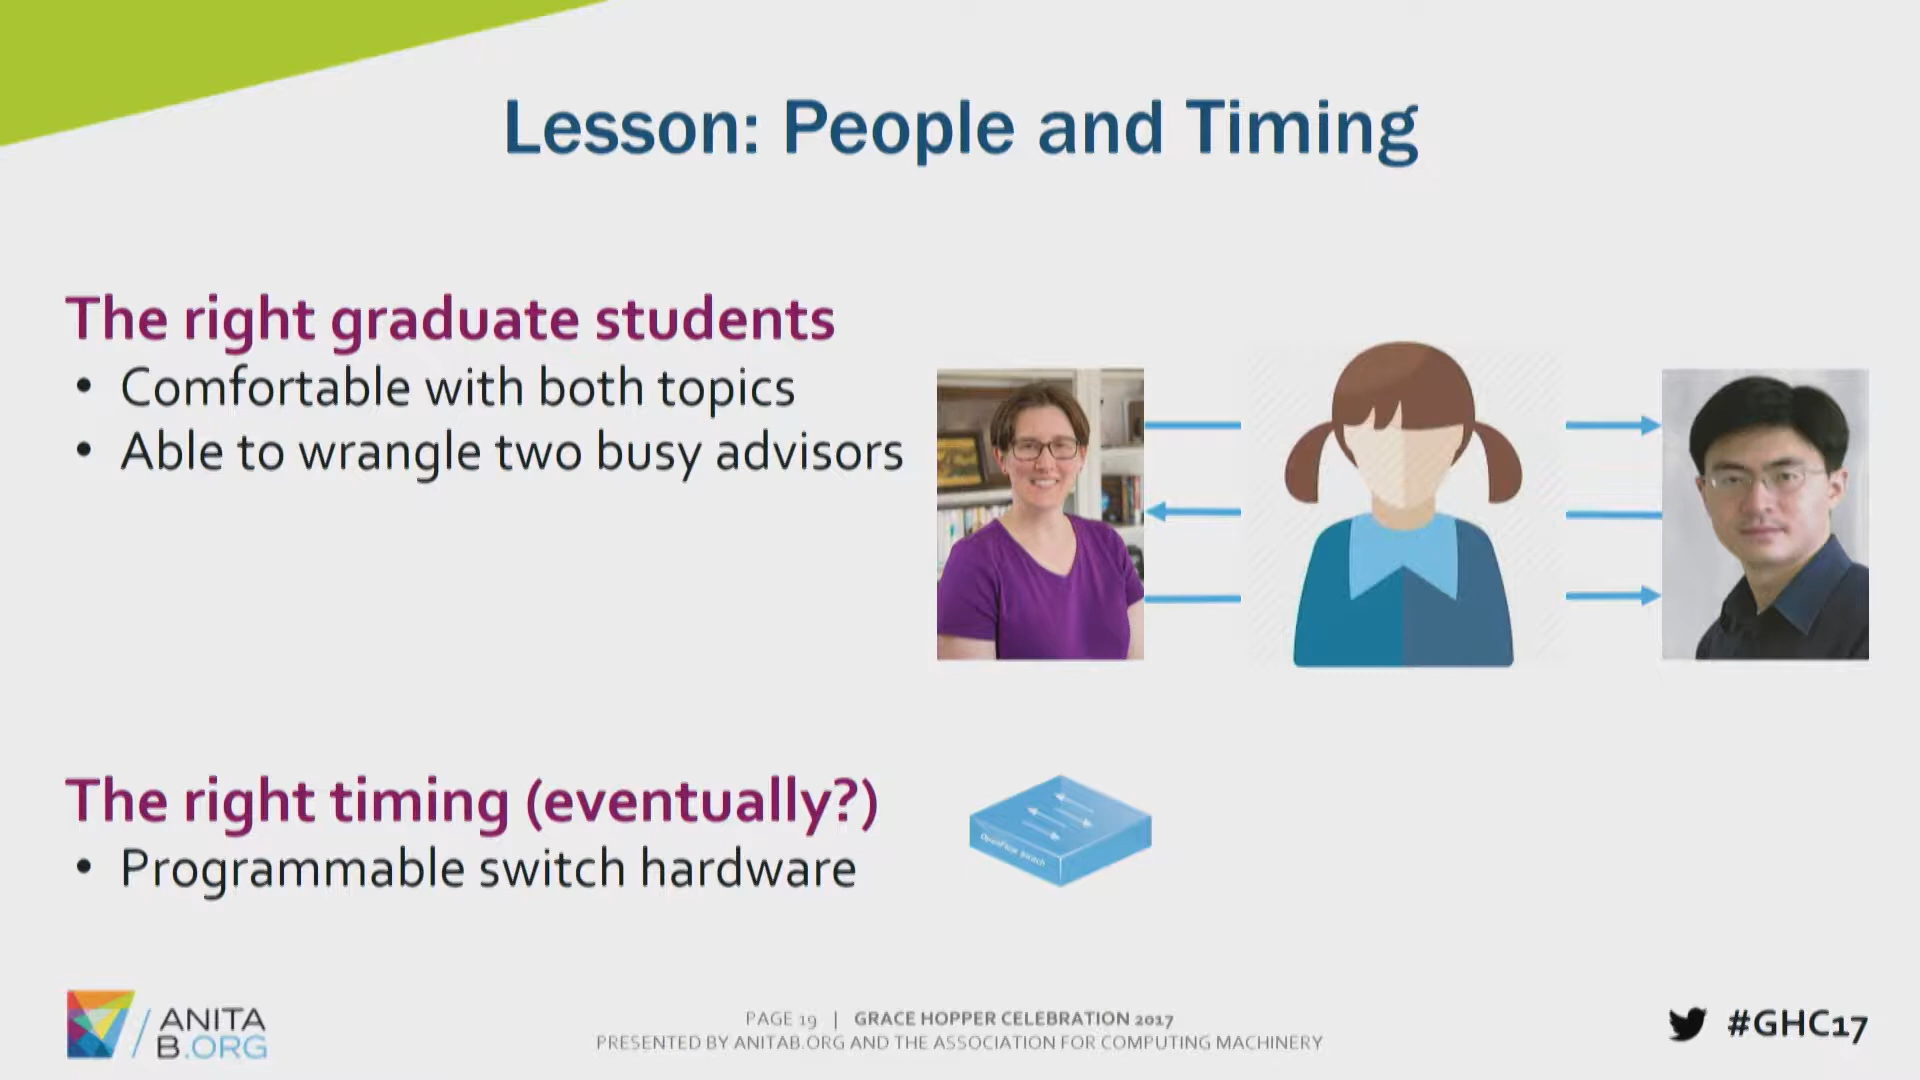 Lesson: People and Timing
The right graduate students
• Comfortable with both topics
• Able to wrangle two busy advisors
The right timing (eventually?)
• Programmable switch hardware
OpenFlow Switch
ANITA
B.ORG
PAGE 19 | GRACE HOPPER CELEBRATION 2017
PRESENTED BY ANITAB.ORG AND THE ASSOCIATION FOR COMPUTING MACHINERY
#GHC17